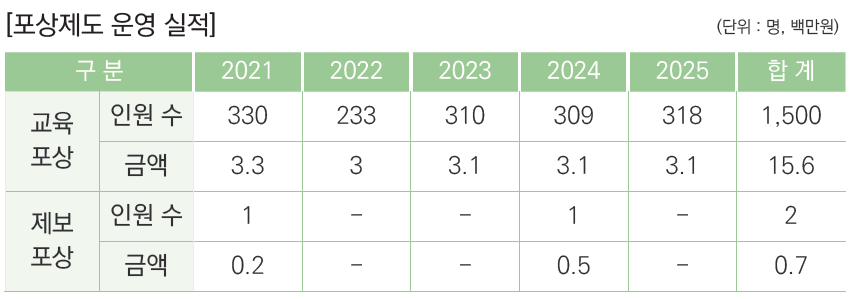 [포상제도 운영 실적]
(단위 : 명, 백만원)
구 분 2021 2022 2023 2024 2025 합 계
교육 포상 인원 수 330 233 310 309 318 1,500
금액 3.3 3 3.1 3.1 3.1 15.6
제보 포상 인원 수 1 – – 1 – 2
금액 0.2 – – 0.5 – 0.7